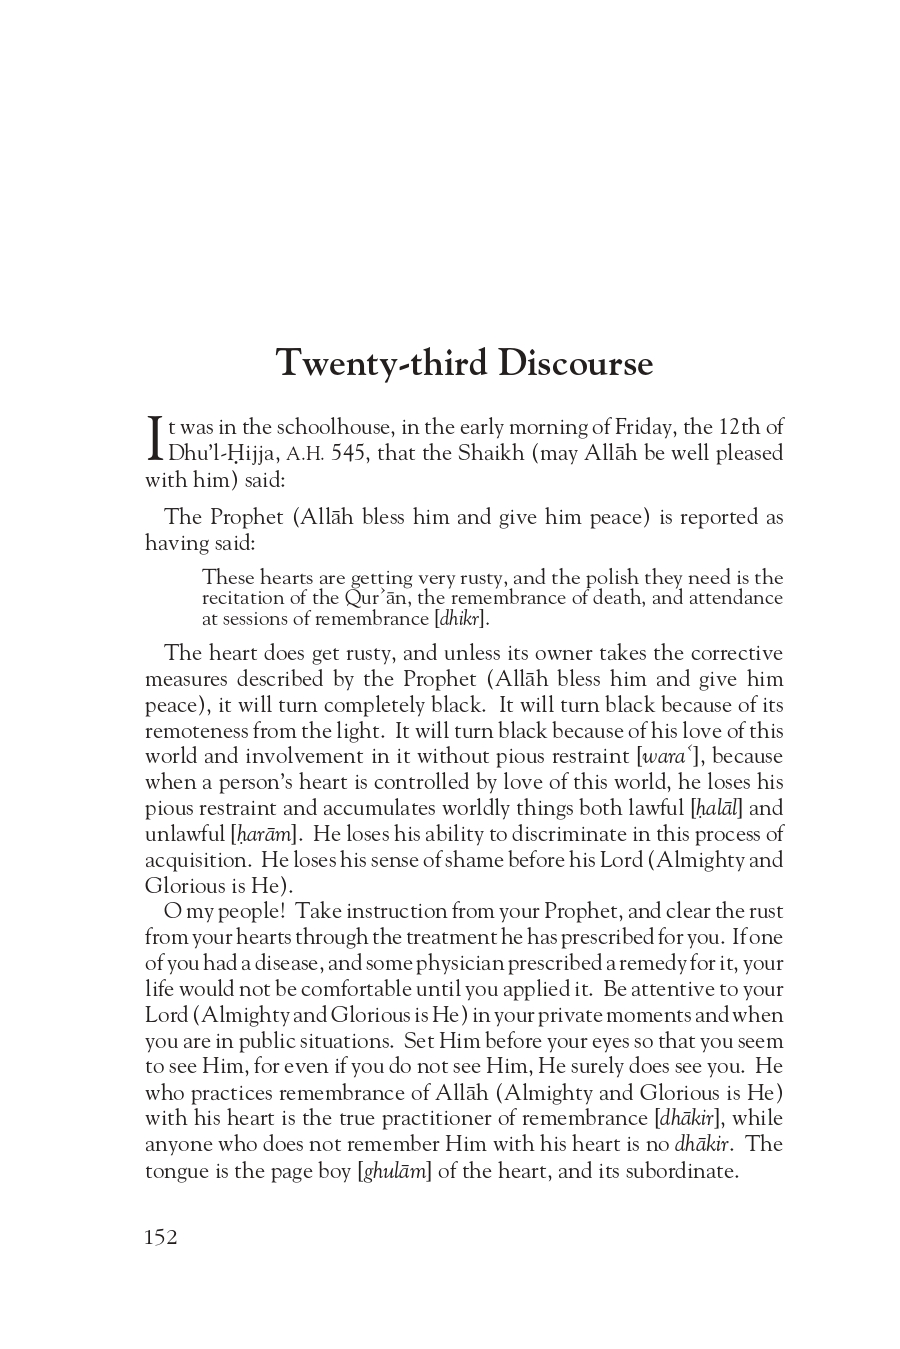 Twenty-third Discourse
It was in the schoolhouse, in the early morning of Friday, the 12th of
Dhu’l-Ḥijja, A.H. 545, that the Shaikh (may Allāh be well pleased
with him) said:
The Prophet (Allāh bless him and give him peace) is reported as
having said:
These hearts are getting very rusty, and the polish they need is the
recitation of the Qurʾān, the remembrance of death, and attendance
at sessions of remembrance [dhikr].
The heart does get rusty, and unless its owner takes the corrective
measures described by the Prophet (Allāh bless him and give him
peace), it will turn completely black. It will turn black because of its
remoteness from the light. It will turn black because of his love of this
world and involvement in it without pious restraint [waraʿ], because
when a person’s heart is controlled by love of this world, he loses his
pious restraint and accumulates worldly things both lawful [ḥalāl] and
unlawful [ḥarām]. He loses his ability to discriminate in this process of
acquisition. He loses his sense of shame before his Lord (Almighty and
Glorious is He).
O my people! Take instruction from your Prophet, and clear the rust
from your hearts through the treatment he has prescribed for you. If one
of you had a disease, and some physician prescribed a remedy for it, your
life would not be comfortable until you applied it. Be attentive to your
Lord (Almighty and Glorious is He) in your private moments and when
you are in public situations. Set Him before your eyes so that you seem
to see Him, for even if you do not see Him, He surely does see you. He
who practices remembrance of Allāh (Almighty and Glorious is He)
with his heart is the true practitioner of remembrance [dhākir], while
anyone who does not remember Him with his heart is no dhākir. The
tongue is the page boy [ghulām] of the heart, and its subordinate.
152